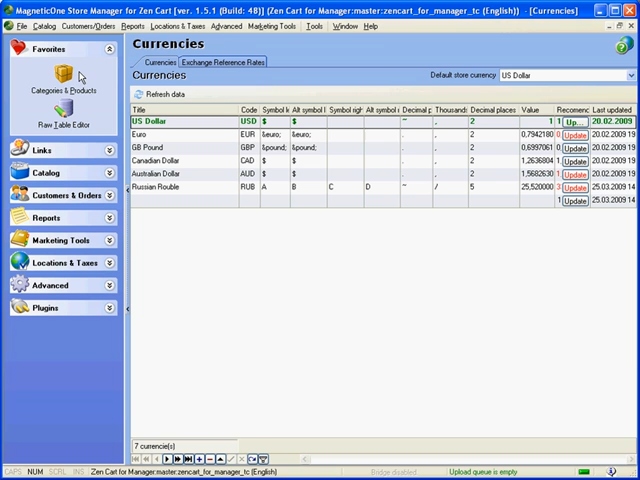 MagneticOne Store Manager for Zen Cart [ver. 1.5.1 (Build: 48)] (Zen Cart for Manager:master:zencart_for_manager_tc (English)) - [Currencies]
File Catalog Customers/Orders Reports Locations & Taxes Advanced Marketing Tools Tools Window Help
Favorites
Categories & Products
Raw Table Editor
Links
Catalog
Customers & Orders
Reports
Marketing Tools
Locations & Taxes
Advanced
Plugins
Currencies
Currencies Exchange Reference Rates
Currencies Default store currency US Dollar
Refresh data
Title Code Symbol l Alt symbol l Symbol righ Alt symbol r Decimal p Thousand Decimal places Value Recomend Last updated
US Dollar USD $ $ , 2 1 1 Up... 20.02.2009
Euro EUR &euro; &euro; . , 2 0,7942180 0 Update 20.02.2009 19
GB Pound GBP &pound; &pound; . , 2 0,6997061 0 Update 20.02.2009 19
Canadian Dollar CAD $ $ . , 2 1,2636804 1 Update 20.02.2009 19
Australian Dollar AUD $ $ . , 2 1,5682630 1 Update 20.02.2009 19
Russian Rouble RUB A B C D / 5 25,520000 3 Update 25.03.2009 14
1 Update 25.03.2009 14
7 currencie(s)
CAPS NUM SCRL INS Zen Cart for Manager:master:zencart_for_manager_tc (English) Bridge disabled. Upload queue is empty